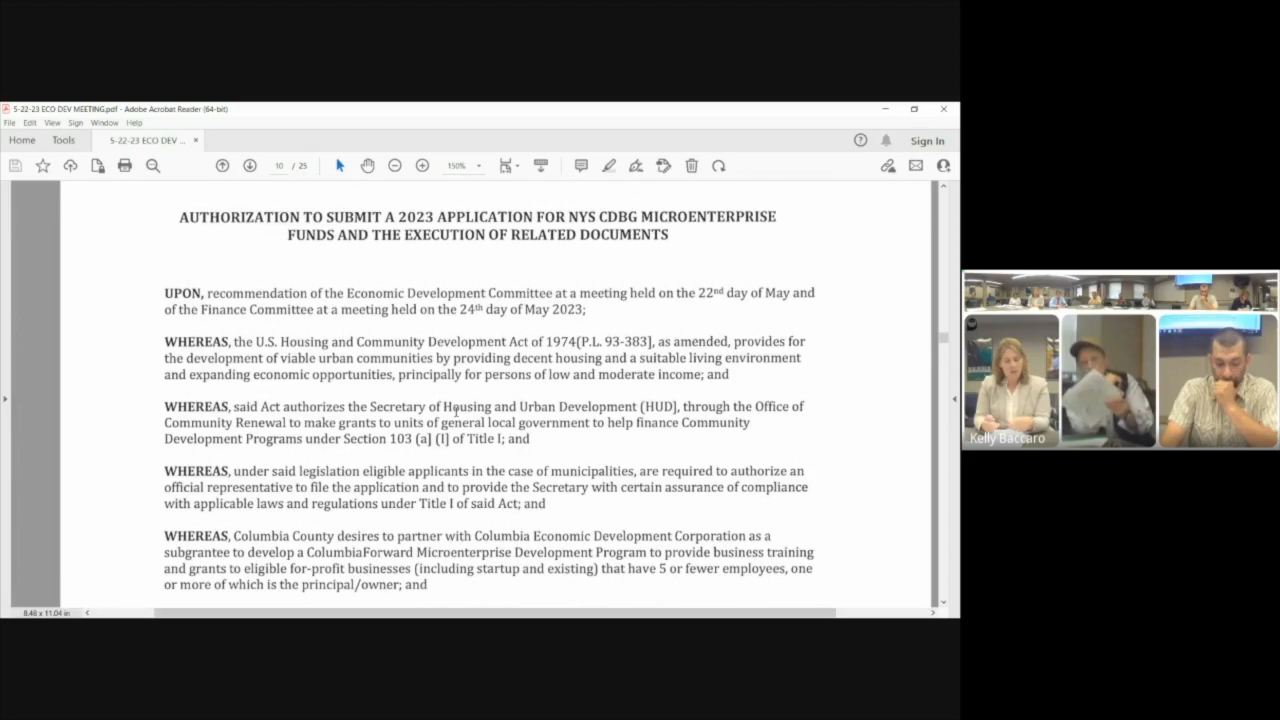 5-22-23 ECO DEV MEETING.pdf - Adobe Acrobat Reader (64-bit)
File Edit View Sign Window Help
Home Tools 5-22-23 ECO DEV ... × Sign In
10 / 25 150%
AUTHORIZATION TO SUBMIT A 2023 APPLICATION FOR NYS CDBG MICROENTERPRISE
FUNDS AND THE EXECUTION OF RELATED DOCUMENTS
UPON, recommendation of the Economic Development Committee at a meeting held on the 22nd day of May and
of the Finance Committee at a meeting held on the 24th day of May 2023;
WHEREAS, the U.S. Housing and Community Development Act of 1974(P.L. 93-383], as amended, provides for
the development of viable urban communities by providing decent housing and a suitable living environment
and expanding economic opportunities, principally for persons of low and moderate income; and
WHEREAS, said Act authorizes the Secretary of Housing and Urban Development (HUD], through the Office of
Community Renewal to make grants to units of general local government to help finance Community
Development Programs under Section 103 (a] (I] of Title I; and
WHEREAS, under said legislation eligible applicants in the case of municipalities, are required to authorize an
official representative to file the application and to provide the Secretary with certain assurance of compliance
with applicable laws and regulations under Title I of said Act; and
WHEREAS, Columbia County desires to partner with Columbia Economic Development Corporation as a
subgrantee to develop a ColumbiaForward Microenterprise Development Program to provide business training
and grants to eligible for-profit businesses (including startup and existing) that have 5 or fewer employees, one
or more of which is the principal/owner; and
8.48 x 11.04 in
Kelly Baccaro